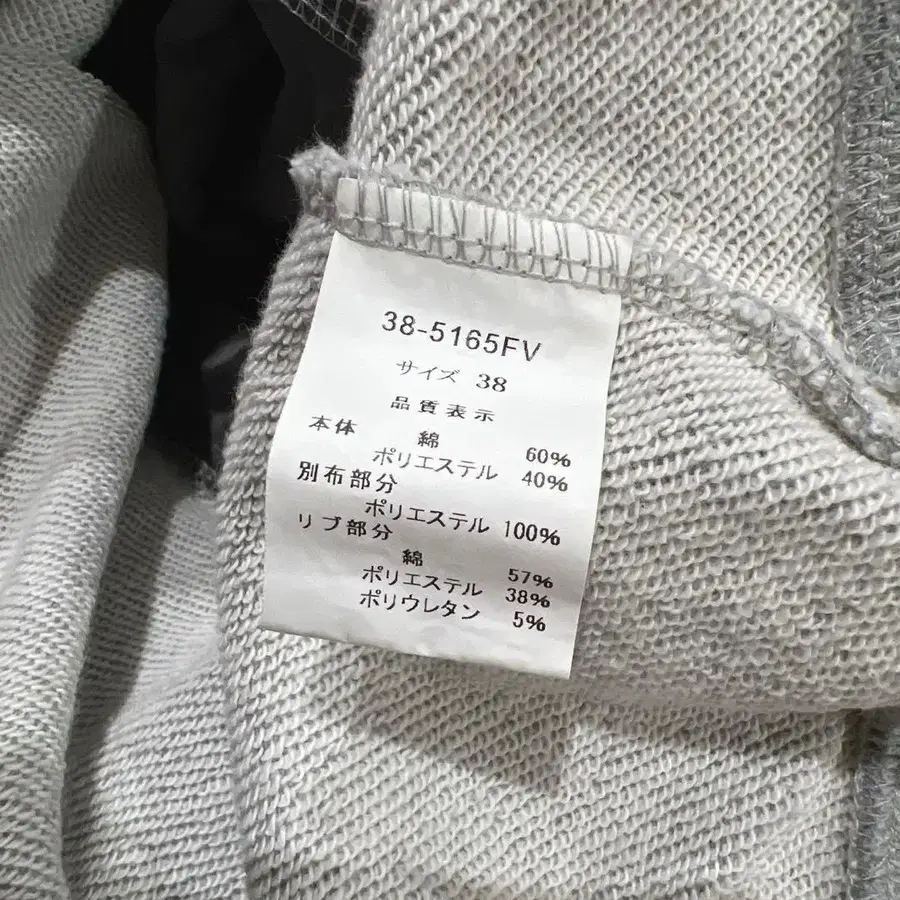 38-5165FV
サイズ 38
品質表示
本体 綿 60%
ポリエステル 40%
別布部分
ポリエステル 100%
リブ部分
綿 57%
ポリエステル 38%
ポリウレタン 5%